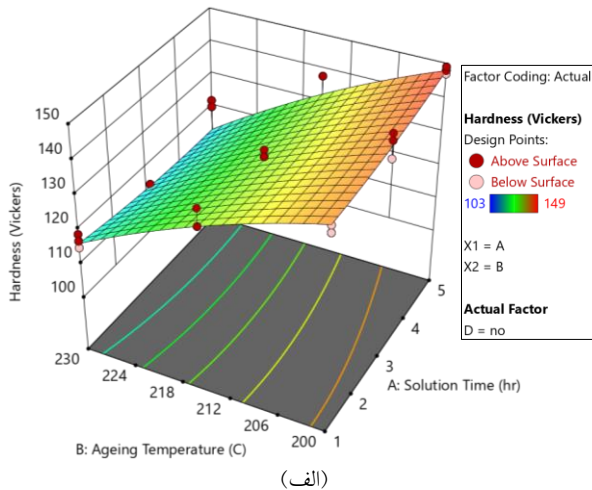 150
140
130
120
110
100
Hardness (Vickers)
230
224
218
212
206
200
B: Ageing Temperature (C)
1
2
3
4
5
A: Solution Time (hr)
Factor Coding: Actual
Hardness (Vickers)
Design Points:
Above Surface
Below Surface
103 149
X1 = A
X2 = B
Actual Factor
D = no
(الف)